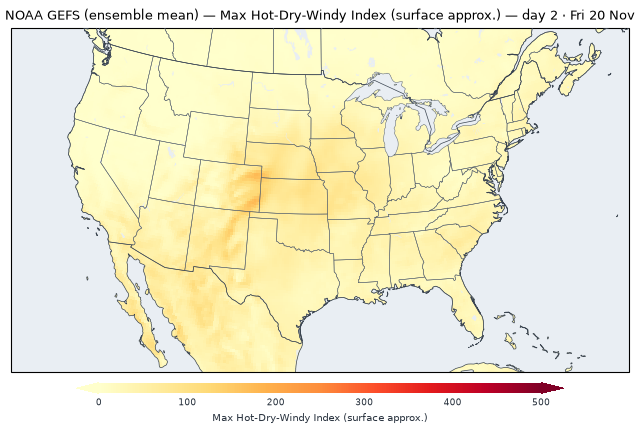 NOAA GEFS (ensemble mean) — Max Hot-Dry-Windy Index (surface approx.) — day 2 · Fri 20 Nov
0 100 200 300 400 500
Max Hot-Dry-Windy Index (surface approx.)